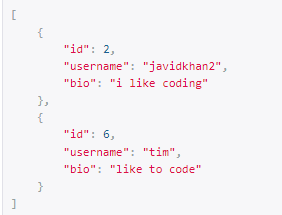 [
    {
        "id": 2,
        "username": "javidkhan2",
        "bio": "i like coding"
    },
    {
        "id": 6,
        "username": "tim",
        "bio": "like to code"
    }
]